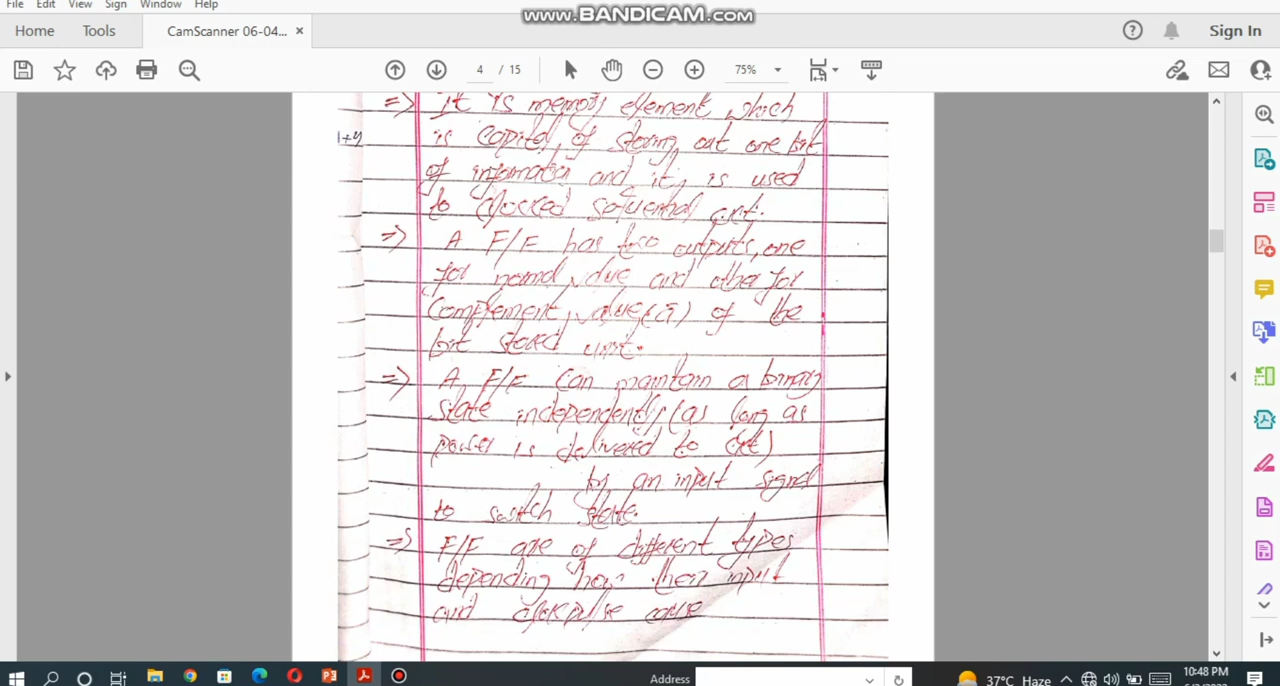 File Edit View Sign Window Help
www.BANDICAM.com
Home Tools CamScanner 06-04... × Sign In
4 / 15 75%
=> It is memory element which
1+y
is capital, of storing out one bit
of information and it, is used
to clocked sequential crt.
=> A F/F has two outputs, one
for normal, value and other for
Complement, value(ā) of the
bit stored unit.
=> A F/F can maintain a binary
state independently (as long as
power is delivered to crt)
by an input signal
to switch state.
=> F/F are of different types
depending how their input
and clock pulse cause
Address 37°C Haze 10:48 PM